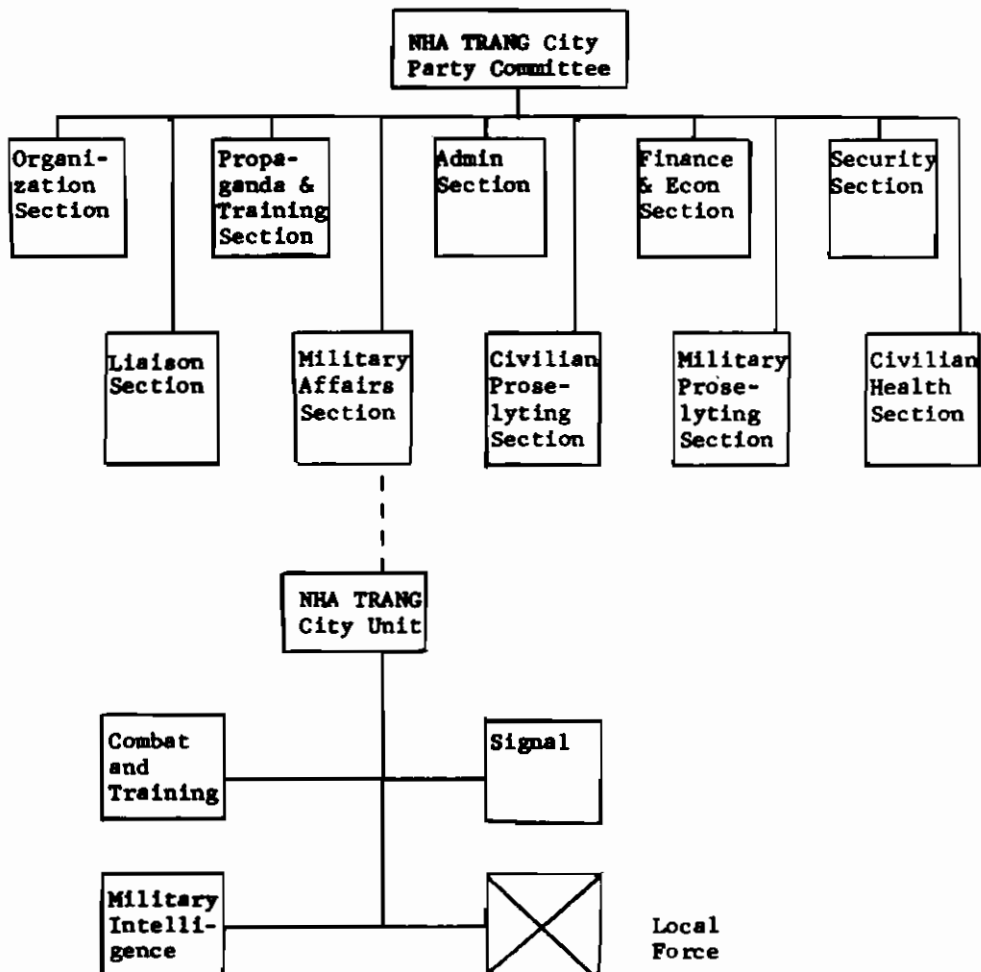 NHA TRANG City
Party Committee
Organi-
zation
Section
Propa-
ganda &
Training
Section
Admin
Section
Finance
& Econ
Section
Security
Section
Liaison
Section
Military
Affairs
Section
Civilian
Prose-
lyting
Section
Military
Prose-
lyting
Section
Civilian
Health
Section
NHA TRANG
City Unit
Combat
and
Training
Signal
Military
Intelli-
gence
Local
Force